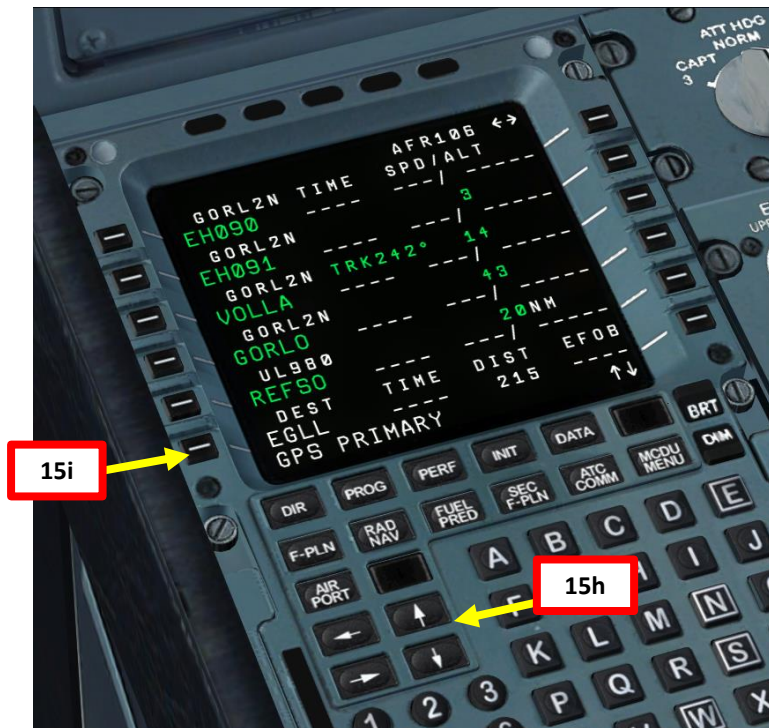 ATT HDG
NORM
CAPT
3
AFR106 ←→
GORL2N TIME SPD/ALT
EH090 ---- ---/ -----
GORL2N 3
EH091 ---- ---/ -----
GORL2N TRK242° 14
VOLLA ---- ---/ -----
GORL2N 43
GORLO ---- ---/ -----
UL980 20NM
REFSO ---- ---/ -----
DEST TIME DIST EFOB
EGLL ---- 215 ----
GPS PRIMARY ↑↓
BRT
DIM
DIR PROG PERF INIT DATA
F-PLN RAD NAV FUEL PRED SEC F-PLN ATC COMM MCDU MENU
AIR PORT
← ↑
→ ↓
A B C D E
F I J
K L M N
P Q R S
W X
1 2 3
15i
15h